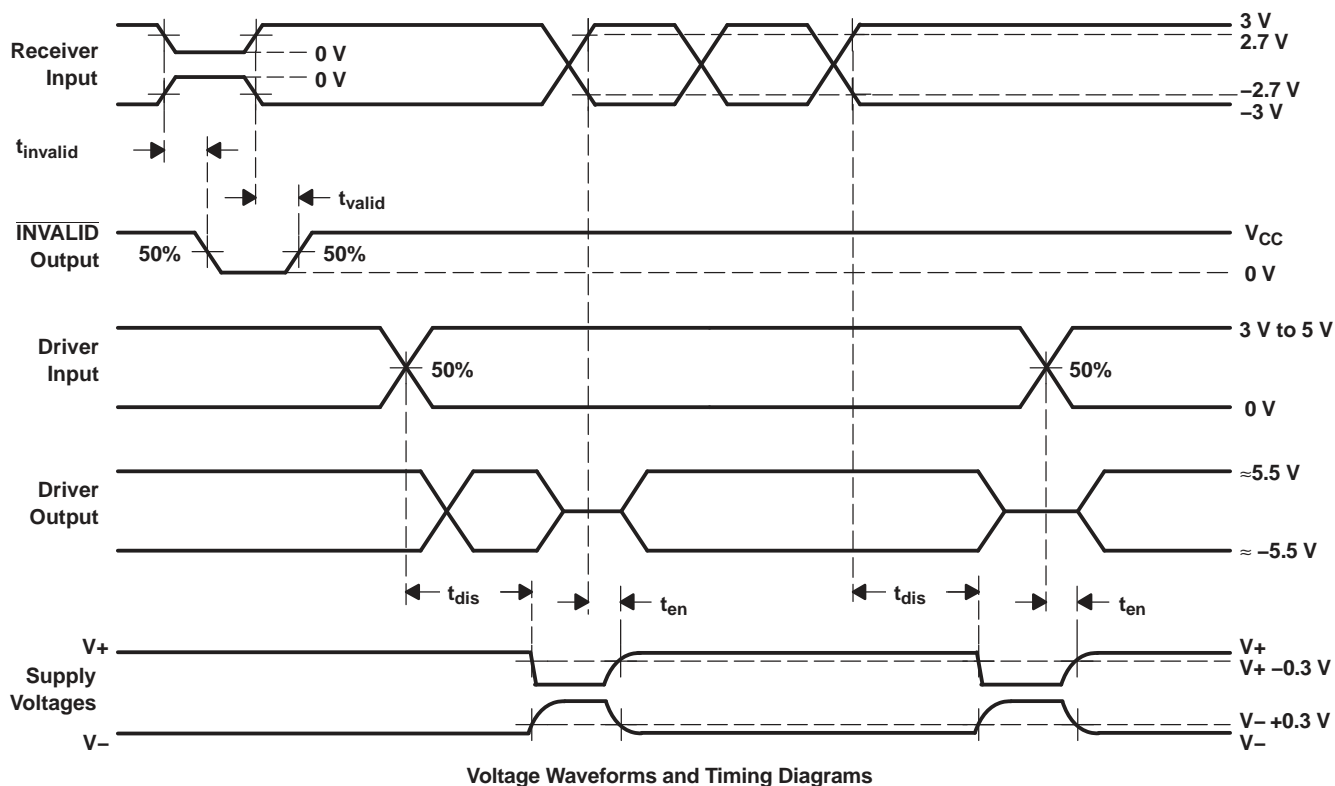 Receiver
Input
0 V
0 V
3 V
2.7 V
−2.7 V
−3 V
tinvalid
tvalid
INVALID
Output
50%
50%
VCC
0 V
Driver
Input
50%
50%
3 V to 5 V
0 V
Driver
Output
≈5.5 V
≈ −5.5 V
tdis
ten
tdis
ten
V+
Supply
Voltages
V−
V+
V+ −0.3 V
V− +0.3 V
V−
Voltage Waveforms and Timing Diagrams